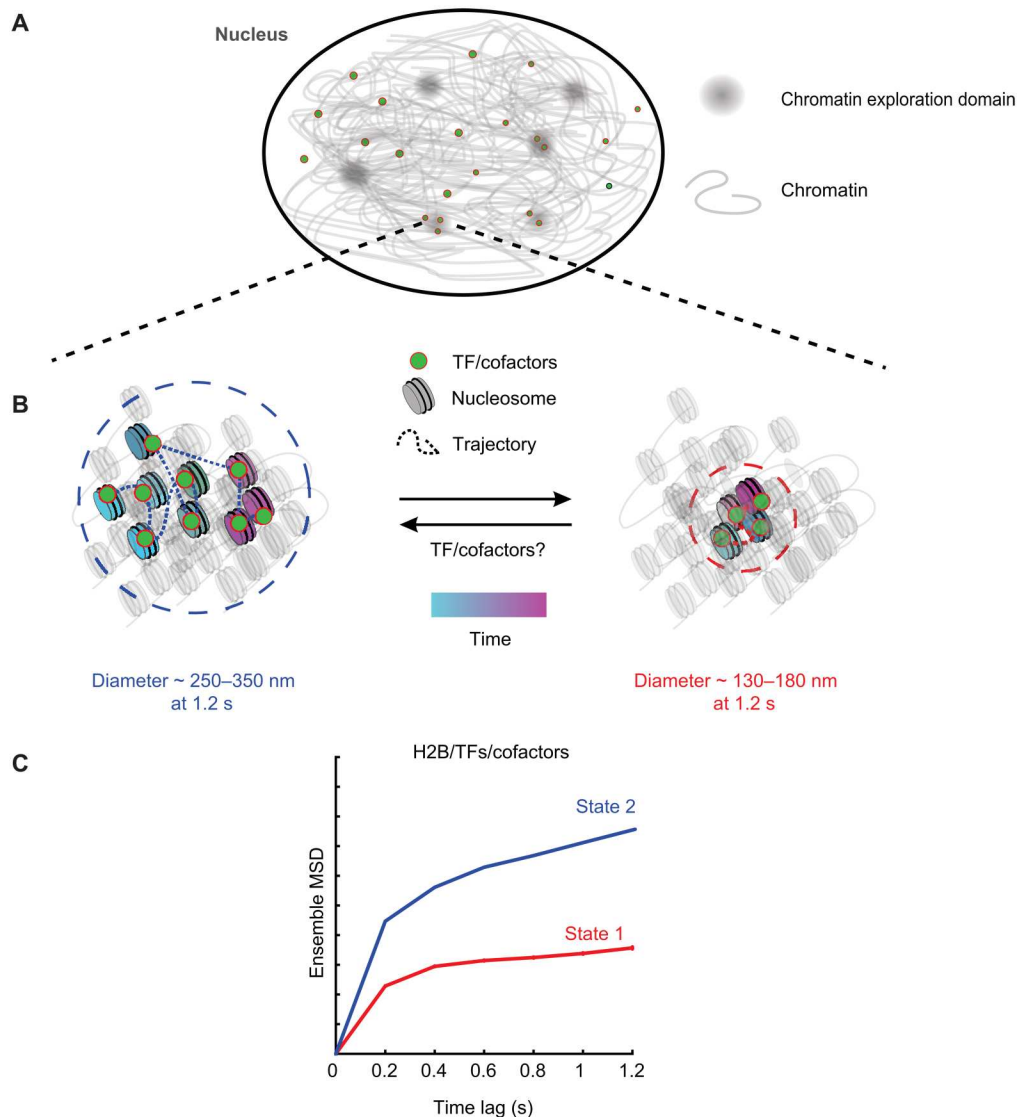 A
Nucleus
Chromatin exploration domain
Chromatin
B
TF/cofactors
Nucleosome
Trajectory
TF/cofactors?
Time
Diameter ~ 250–350 nm
at 1.2 s
Diameter ~ 130–180 nm
at 1.2 s
C
H2B/TFs/cofactors
State 2
State 1
Ensemble MSD
0 0.2 0.4 0.6 0.8 1 1.2
Time lag (s)